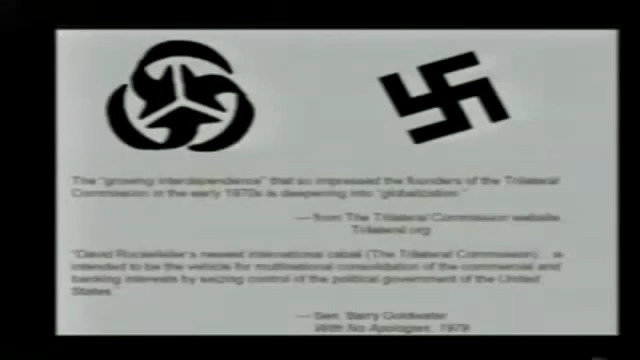 The "growing interdependence" that so impressed the founders of the Trilateral
Commission in the early 1970s is deepening into "globalization."
— from The Trilateral Commission website
Trilateral.org
"David Rockefeller's newest international cabal (The Trilateral Commission)... is
intended to be the vehicle for multinational consolidation of the commercial and
banking interests by seizing control of the political government of the United
States."
— Sen. Barry Goldwater
With No Apologies, 1979